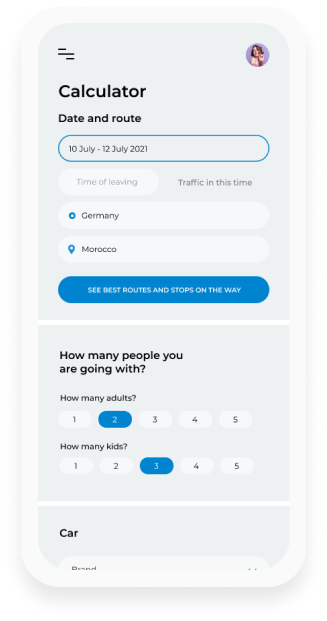 Calculator
Date and route
10 July - 12 July 2021
Time of leaving
Traffic in this time
Germany
Morocco
SEE BEST ROUTES AND STOPS ON THE WAY
How many people you
are going with?
How many adults?
1 2 3 4 5
How many kids?
1 2 3 4 5
Car
Brand